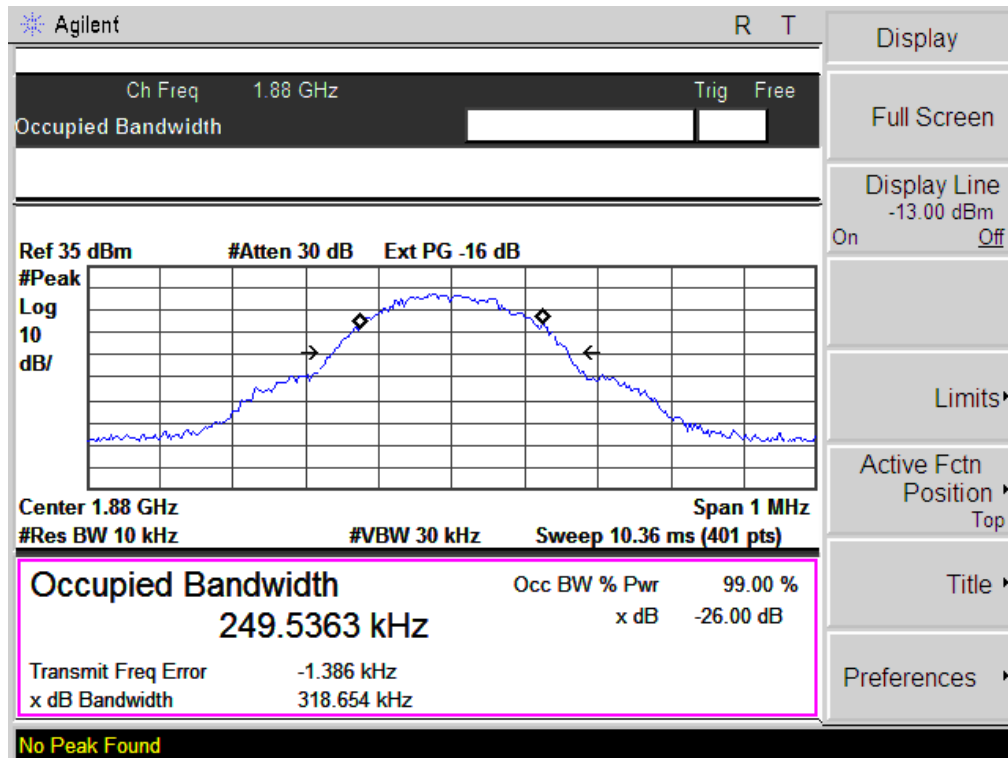 Agilent R T
Ch Freq 1.88 GHz Trig Free
Occupied Bandwidth
Ref 35 dBm #Atten 30 dB Ext PG -16 dB
#Peak
Log
10
dB/
Center 1.88 GHz Span 1 MHz
#Res BW 10 kHz #VBW 30 kHz Sweep 10.36 ms (401 pts)
Occupied Bandwidth Occ BW % Pwr 99.00 %
249.5363 kHz x dB -26.00 dB
Transmit Freq Error -1.386 kHz
x dB Bandwidth 318.654 kHz
No Peak Found
Display
Full Screen
Display Line
-13.00 dBm
On Off
Limits
Active Fctn
Position
Top
Title
Preferences